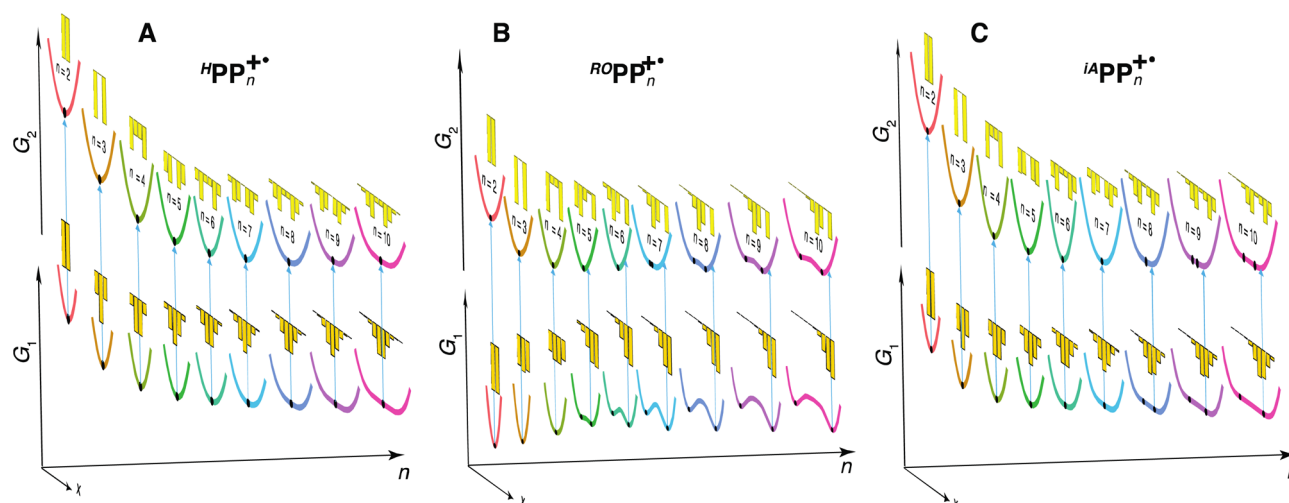 A
HPPn+•
G2
n=2
n=3
n=4
n=5
n=6
n=7
n=8
n=9
n=10
G1
n
χ
B
ROPPn+•
G2
n=2
n=3
n=4
n=5
n=6
n=7
n=8
n=9
n=10
G1
n
C
iAPPn+•
G2
n=2
n=3
n=4
n=5
n=6
n=7
n=8
n=9
n=10
G1